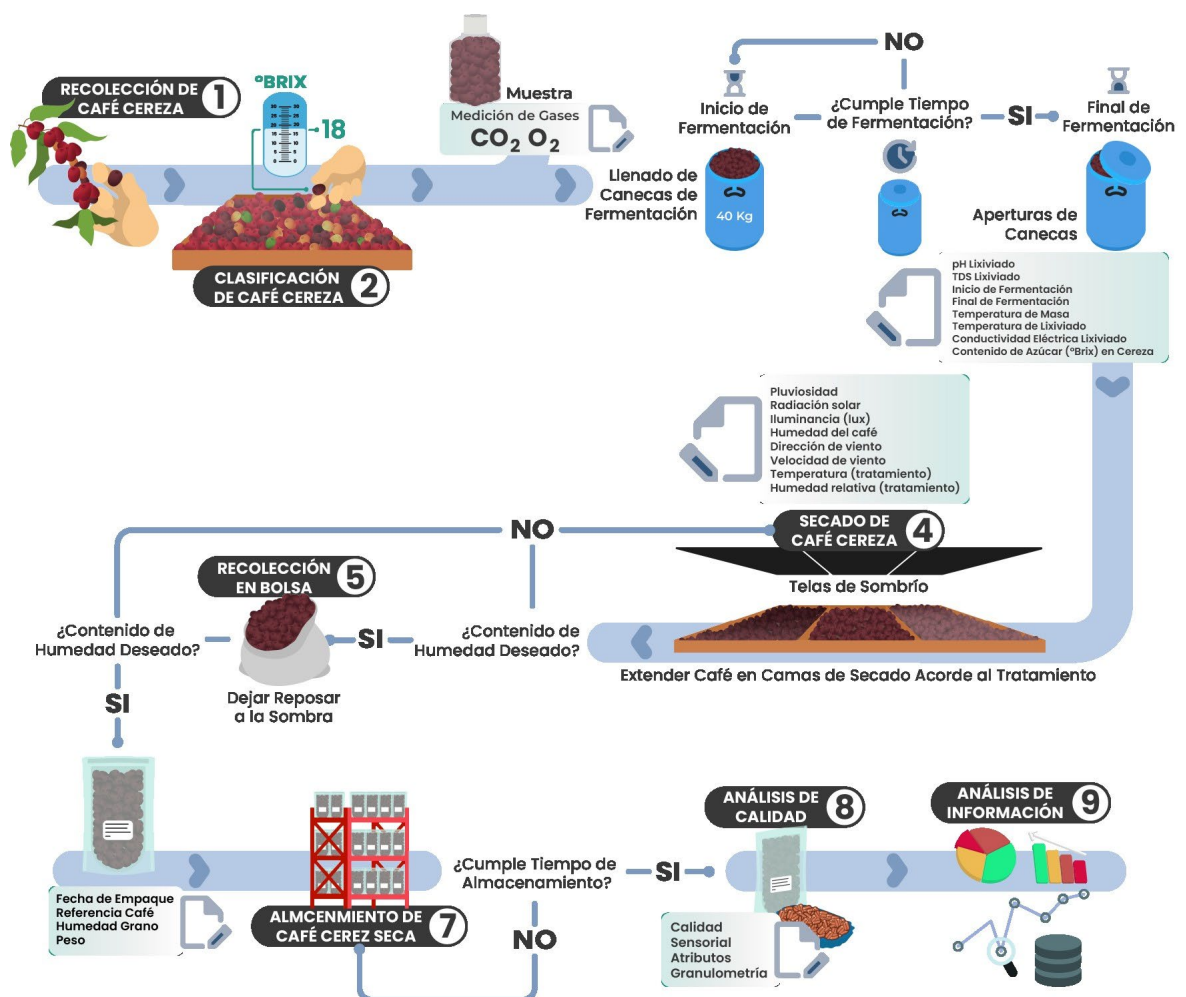 RECOLECCIÓN DE
CAFÉ CEREZA
1
°BRIX
18
CLASIFICACIÓN
DE CAFÉ CEREZA
2
Muestra
Medición de Gases
CO₂ O₂
Llenado de
Canecas de
Fermentación
Inicio de
Fermentación
40 Kg
NO
¿Cumple Tiempo
de Fermentación?
SI
Final de
Fermentación
Aperturas de
Canecas
pH Lixiviado
TDS Lixiviado
Inicio de Fermentación
Final de Fermentación
Temperatura de Masa
Temperatura de Lixiviado
Conductividad Eléctrica Lixiviado
Contenido de Azúcar (°Brix) en Cereza
Pluviosidad
Radiación solar
Iluminancia (lux)
Humedad del café
Dirección de viento
Velocidad de viento
Temperatura (tratamiento)
Humedad relativa (tratamiento)
SECADO DE
CAFÉ CEREZA
4
Telas de Sombrío
Extender Café en Camas de Secado Acorde al Tratamiento
NO
¿Contenido de
Humedad Deseado?
SI
RECOLECCIÓN
EN BOLSA
5
Dejar Reposar
a la Sombra
¿Contenido de
Humedad Deseado?
SI
Fecha de Empaque
Referencia Café
Humedad Grano
Peso
ALMCENMIENTO DE
CAFÉ CEREZ SECA
7
¿Cumple Tiempo de
Almacenamiento?
NO
SI
ANÁLISIS DE
CALIDAD
8
Calidad
Sensorial
Atributos
Granulometría
ANÁLISIS DE
INFORMACIÓN
9